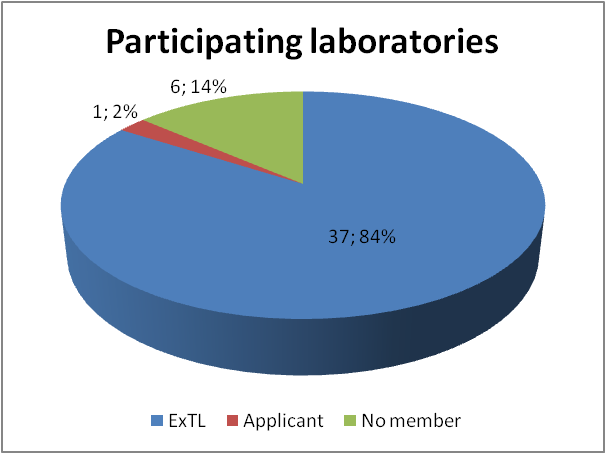 Participating laboratories
6; 14%
1; 2%
37; 84%
ExTL Applicant No member